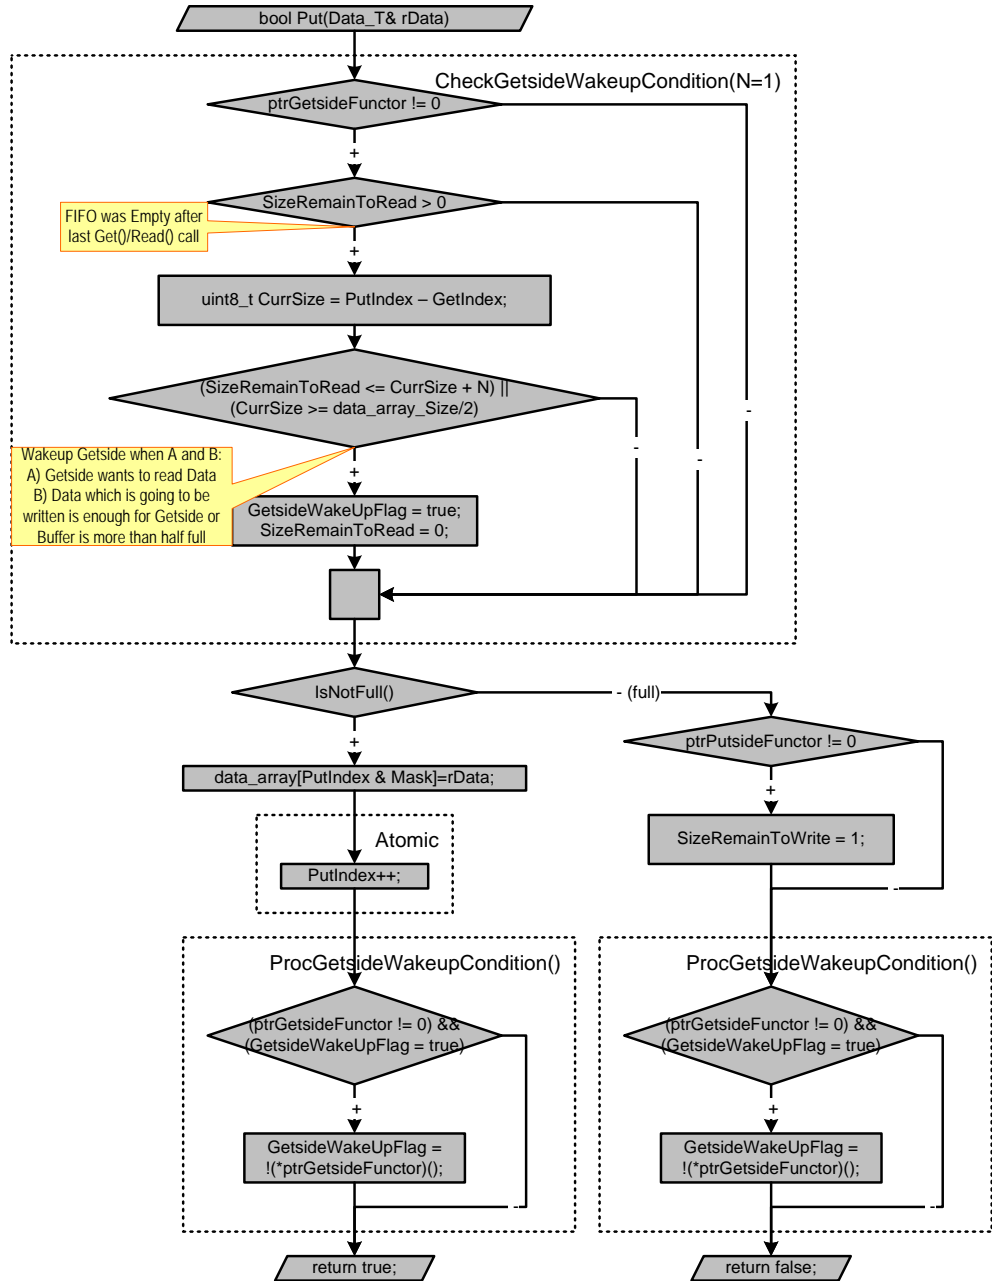 bool Put(Data_T& rData)
CheckGetsideWakeupCondition(N=1)
ptrGetsideFunctor != 0
+
SizeRemainToRead > 0
FIFO was Empty after
last Get()/Read() call
+
uint8_t CurrSize = PutIndex – GetIndex;
(SizeRemainToRead <= CurrSize + N) ||
(CurrSize >= data_array_Size/2)
-
-
-
Wakeup Getside when A and B:
A) Getside wants to read Data
B) Data which is going to be
written is enough for Getside or
Buffer is more than half full
+
GetsideWakeUpFlag = true;
SizeRemainToRead = 0;
IsNotFull()
- (full)
+
ptrPutsideFunctor != 0
+
data_array[PutIndex & Mask]=rData;
SizeRemainToWrite = 1;
Atomic
PutIndex++;
-
ProcGetsideWakeupCondition()
(ptrGetsideFunctor != 0) &&
(GetsideWakeUpFlag = true)
+
GetsideWakeUpFlag =
!(*ptrGetsideFunctor)();
-
return true;
ProcGetsideWakeupCondition()
(ptrGetsideFunctor != 0) &&
(GetsideWakeUpFlag = true)
+
GetsideWakeUpFlag =
!(*ptrGetsideFunctor)();
-
return false;